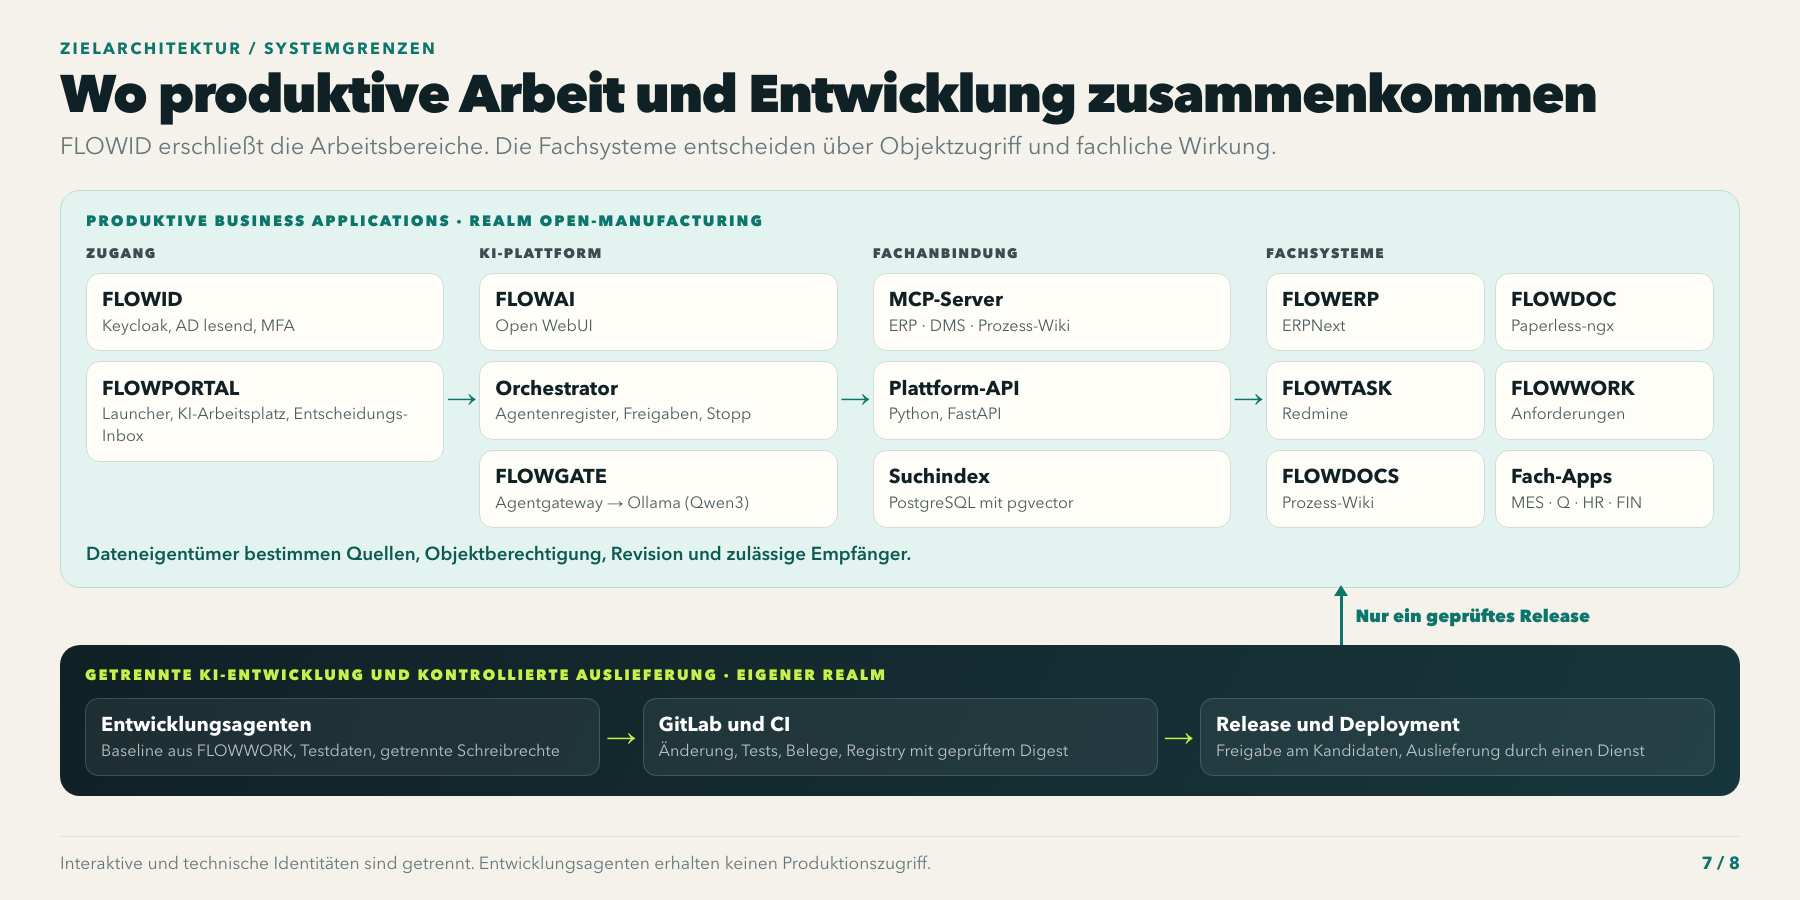 ZIELARCHITEKTUR / SYSTEMGRENZEN
Wo produktive Arbeit und Entwicklung zusammenkommen
FLOWID erschließt die Arbeitsbereiche. Die Fachsysteme entscheiden über Objektzugriff und fachliche Wirkung.
PRODUKTIVE BUSINESS APPLICATIONS · REALM OPEN-MANUFACTURING
ZUGANG
FLOWID
Keycloak, AD lesend, MFA
FLOWPORTAL
Launcher, KI-Arbeitsplatz, Entscheidungs-
Inbox
→
KI-PLATTFORM
FLOWAI
Open WebUI
Orchestrator
Agentenregister, Freigaben, Stopp
FLOWGATE
Agentgateway → Ollama (Qwen3)
→
FACHANBINDUNG
MCP-Server
ERP · DMS · Prozess-Wiki
Plattform-API
Python, FastAPI
Suchindex
PostgreSQL mit pgvector
→
FACHSYSTEME
FLOWERP
ERPNext
FLOWDOC
Paperless-ngx
FLOWTASK
Redmine
FLOWWORK
Anforderungen
FLOWDOCS
Prozess-Wiki
Fach-Apps
MES · Q · HR · FIN
Dateneigentümer bestimmen Quellen, Objektberechtigung, Revision und zulässige Empfänger.
Nur ein geprüftes Release
GETRENNTE KI-ENTWICKLUNG UND KONTROLLIERTE AUSLIEFERUNG · EIGENER REALM
Entwicklungsagenten
Baseline aus FLOWWORK, Testdaten, getrennte Schreibrechte
→
GitLab und CI
Änderung, Tests, Belege, Registry mit geprüftem Digest
→
Release und Deployment
Freigabe am Kandidaten, Auslieferung durch einen Dienst
Interaktive und technische Identitäten sind getrennt. Entwicklungsagenten erhalten keinen Produktionszugriff.
7 / 8